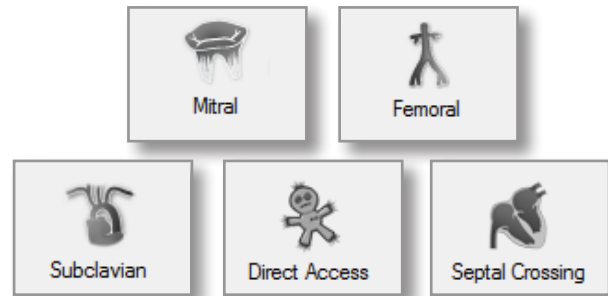 Mitral
Femoral
Subclavian
Direct Access
Septal Crossing